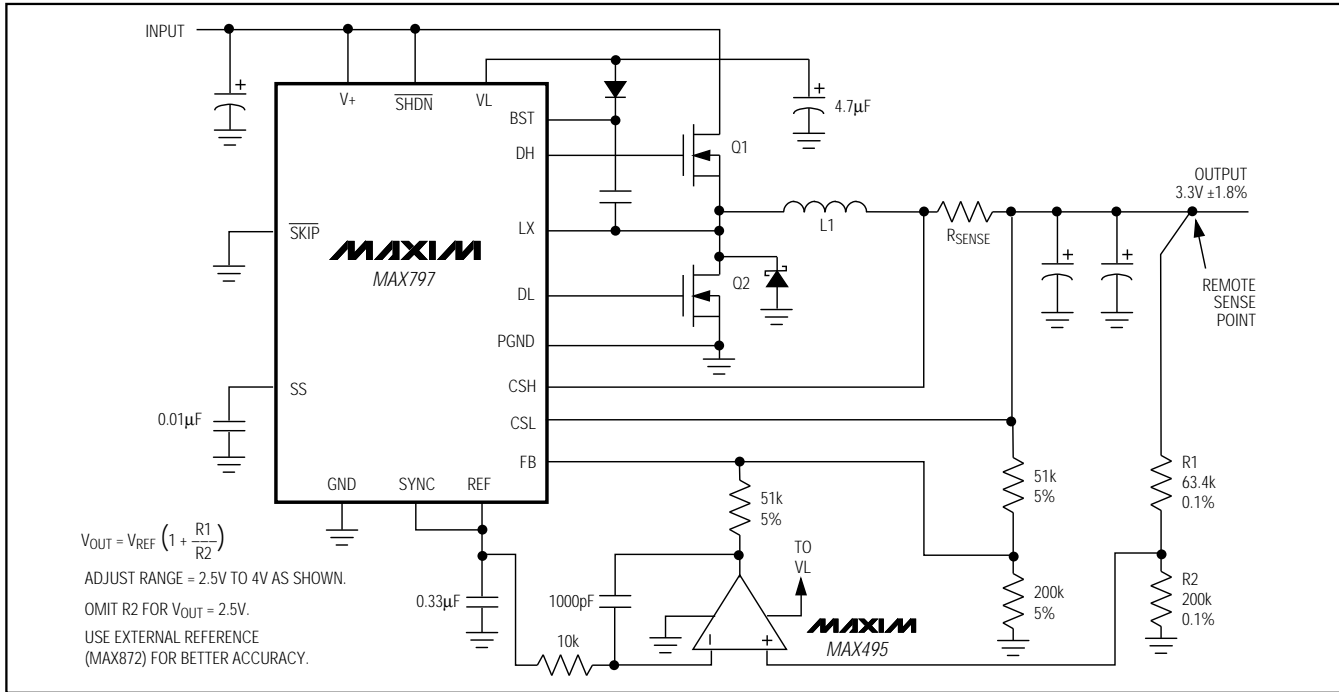 INPUT
V+
SHDN
VL
BST
DH
Q1
4.7μF
+
+
OUTPUT
3.3V ±1.8%
SKIP
MAXIM
MAX797
LX
L1
RSENSE
+
+
DL
Q2
REMOTE
SENSE
POINT
PGND
SS
CSH
0.01μF
CSL
FB
GND
SYNC
REF
51k
5%
51k
5%
R1
63.4k
0.1%
VOUT = VREF (1 + R1/R2)
ADJUST RANGE = 2.5V TO 4V AS SHOWN.
OMIT R2 FOR VOUT = 2.5V.
USE EXTERNAL REFERENCE
(MAX872) FOR BETTER ACCURACY.
0.33μF
1000pF
TO
VL
200k
5%
R2
200k
0.1%
10k
–
+
MAXIM
MAX495